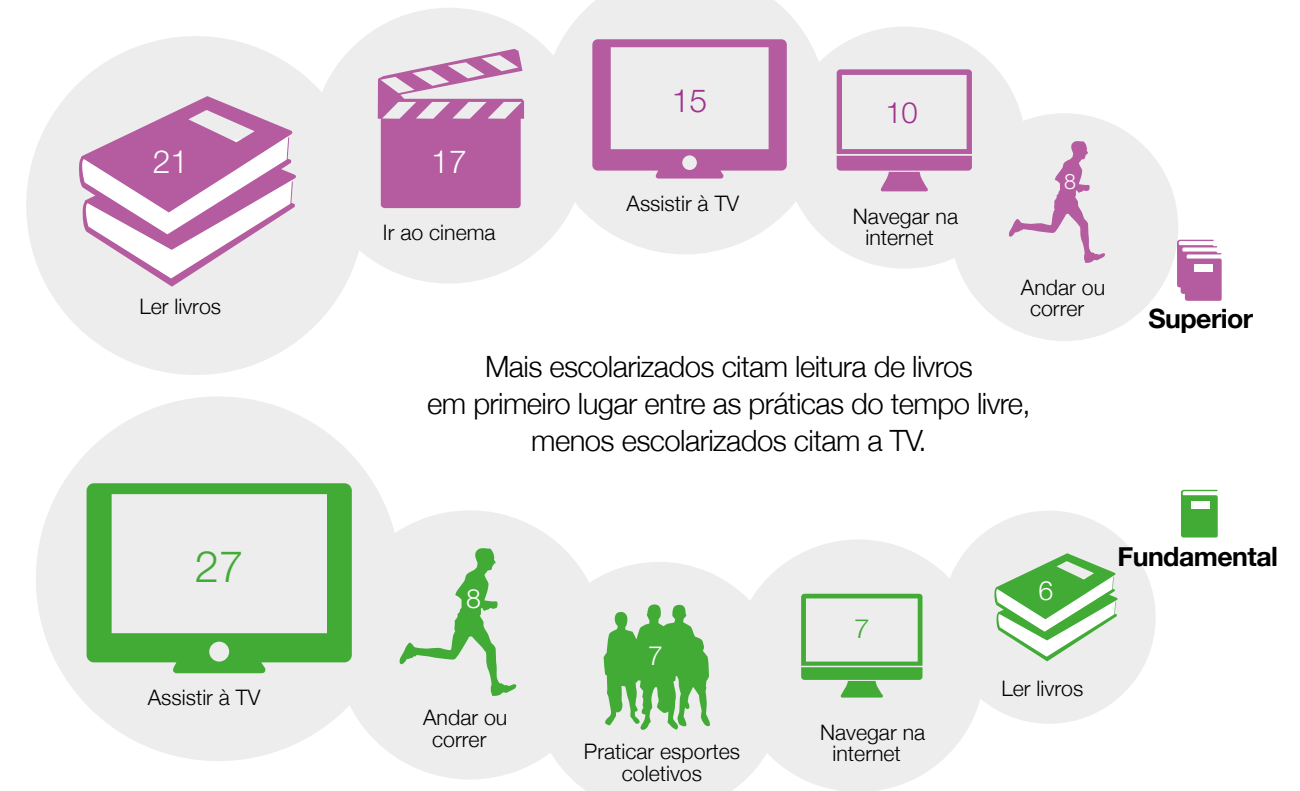 21
Ler livros
17
Ir ao cinema
15
Assistir à TV
10
Navegar na
internet
8
Andar ou
correr
Superior
Mais escolarizados citam leitura de livros
em primeiro lugar entre as práticas do tempo livre,
menos escolarizados citam a TV.
27
Assistir à TV
8
Andar ou
correr
7
Praticar esportes
coletivos
7
Navegar na
internet
6
Ler livros
Fundamental